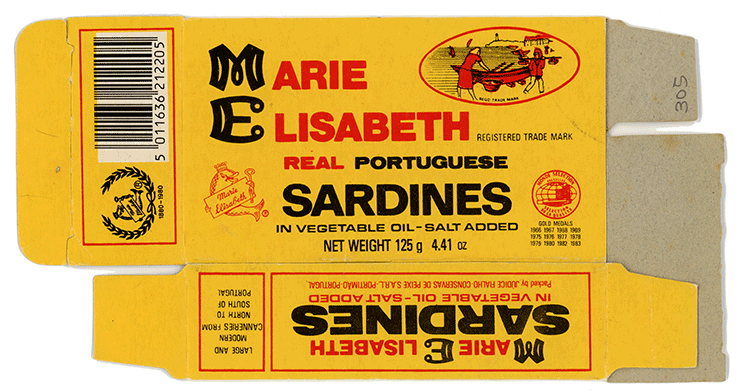 5 011636 212205
1880-1980
MARIE
ELISABETH
REGISTERED TRADE MARK
REGD TRADE MARK
REAL PORTUGUESE
SARDINES
IN VEGETABLE OIL-SALT ADDED
NET WEIGHT 125 g 4.41 oz
Marie
Elisabeth
GOLD MEDALS
1966 1967 1968 1969
1975 1976 1977 1978
1979 1980 1982 1983
305
MARIE ELISABETH
SARDINES
IN VEGETABLE OIL-SALT ADDED
Packed by JUDICE FIALHO CONSERVAS DE PEIXE S.A.R.L. PORTIMÃO PORTUGAL
LARGE AND
MODERN
CANNERIES FROM
NORTH TO
SOUTH OF
PORTUGAL